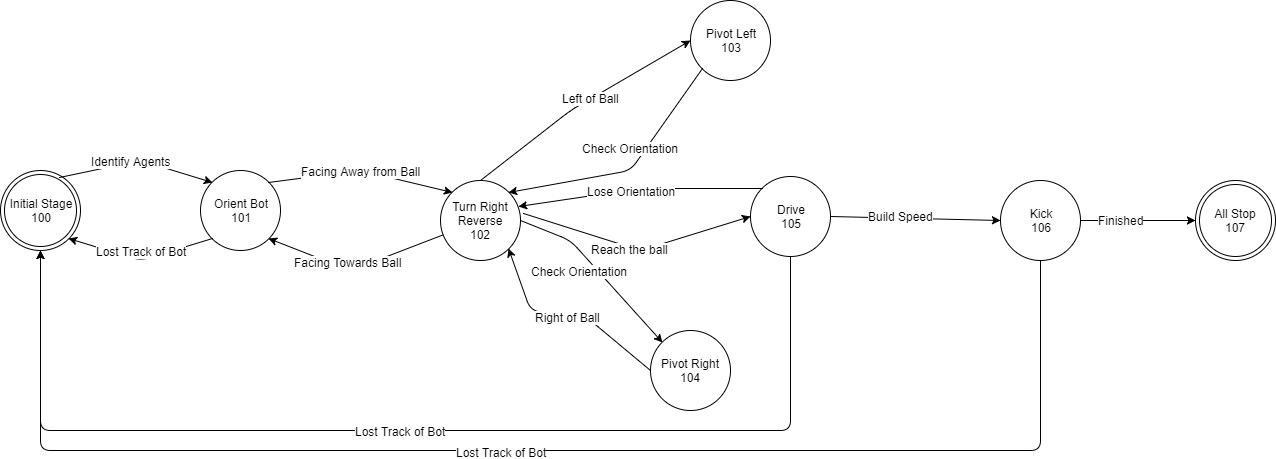 Pivot Left
103
Left of Ball
Check Orientation
Identify Agents
Facing Away from Ball
Initial Stage
100
Orient Bot
101
Turn Right
Reverse
102
Lose Orientation
Drive
105
Build Speed
Kick
106
Finished
All Stop
107
Lost Track of Bot
Facing Towards Ball
Reach the ball
Check Orientation
Right of Ball
Pivot Right
104
Lost Track of Bot
Lost Track of Bot